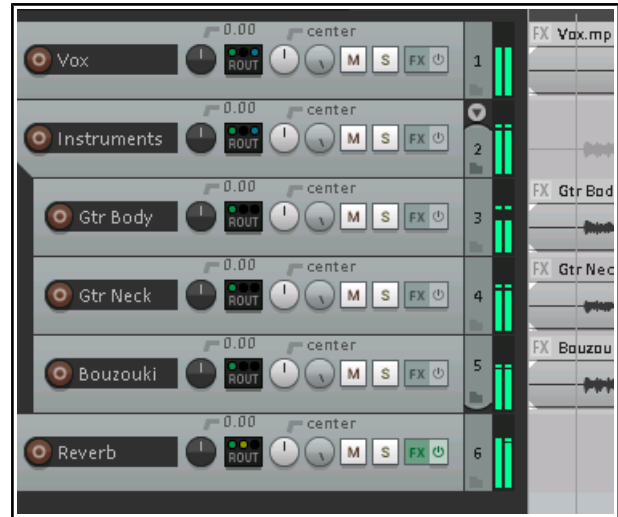 0.00 center FX Vox.mp
Vox ROUT M S FX 1
0.00 center
Instruments ROUT M S FX 2
0.00 center FX Gtr Bod
Gtr Body ROUT M S FX 3
0.00 center FX Gtr Nec
Gtr Neck ROUT M S FX 4
0.00 center FX Bouzou
Bouzouki ROUT M S FX 5
0.00 center
Reverb ROUT M S FX 6